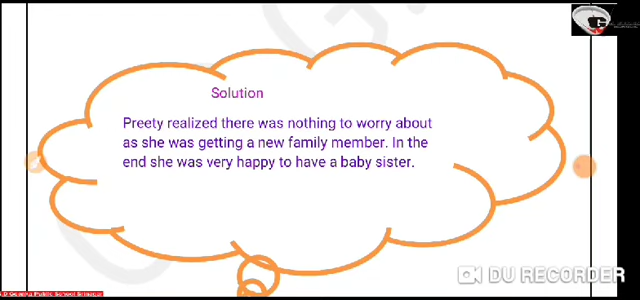 Solution
Preety realized there was nothing to worry about
as she was getting a new family member. In the
end she was very happy to have a baby sister.
DU RECORDER